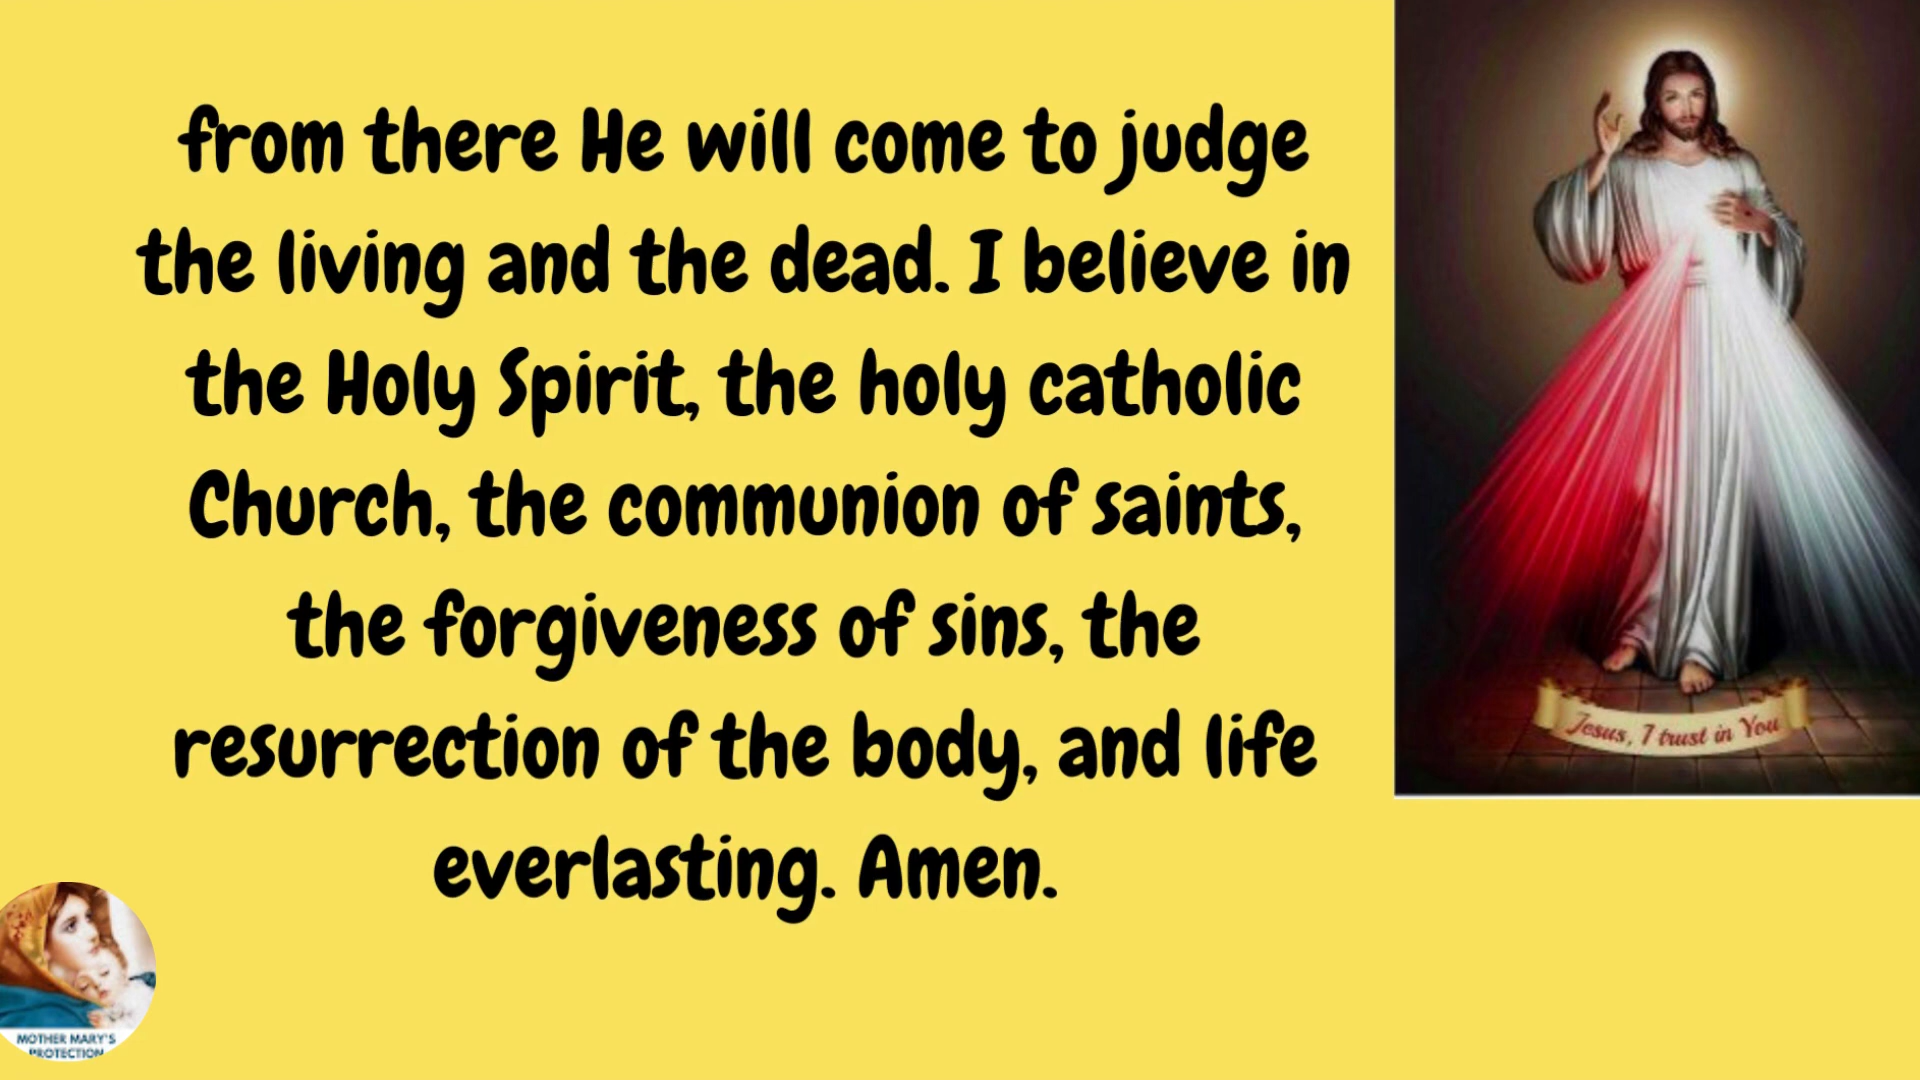 from there He will come to judge
the living and the dead. I believe in
the Holy Spirit, the holy catholic
Church, the communion of saints,
the forgiveness of sins, the
resurrection of the body, and life
everlasting. Amen.
Jesus, I trust in You
MOTHER MARY'S
PROTECTION